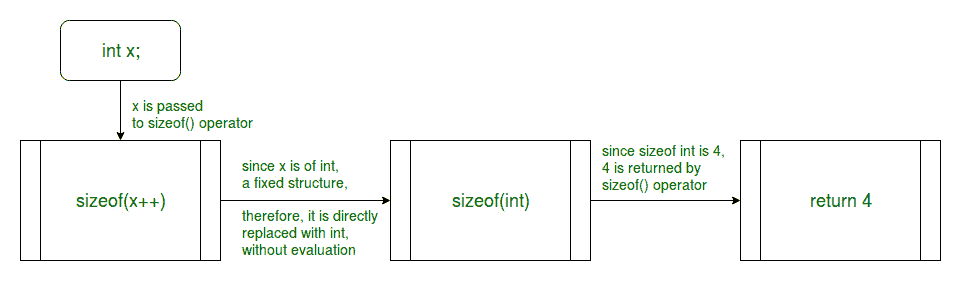 int x;
x is passed
to sizeof() operator
sizeof(x++)
since x is of int,
a fixed structure,
therefore, it is directly
replaced with int,
without evaluation
sizeof(int)
since sizeof int is 4,
4 is returned by
sizeof() operator
return 4